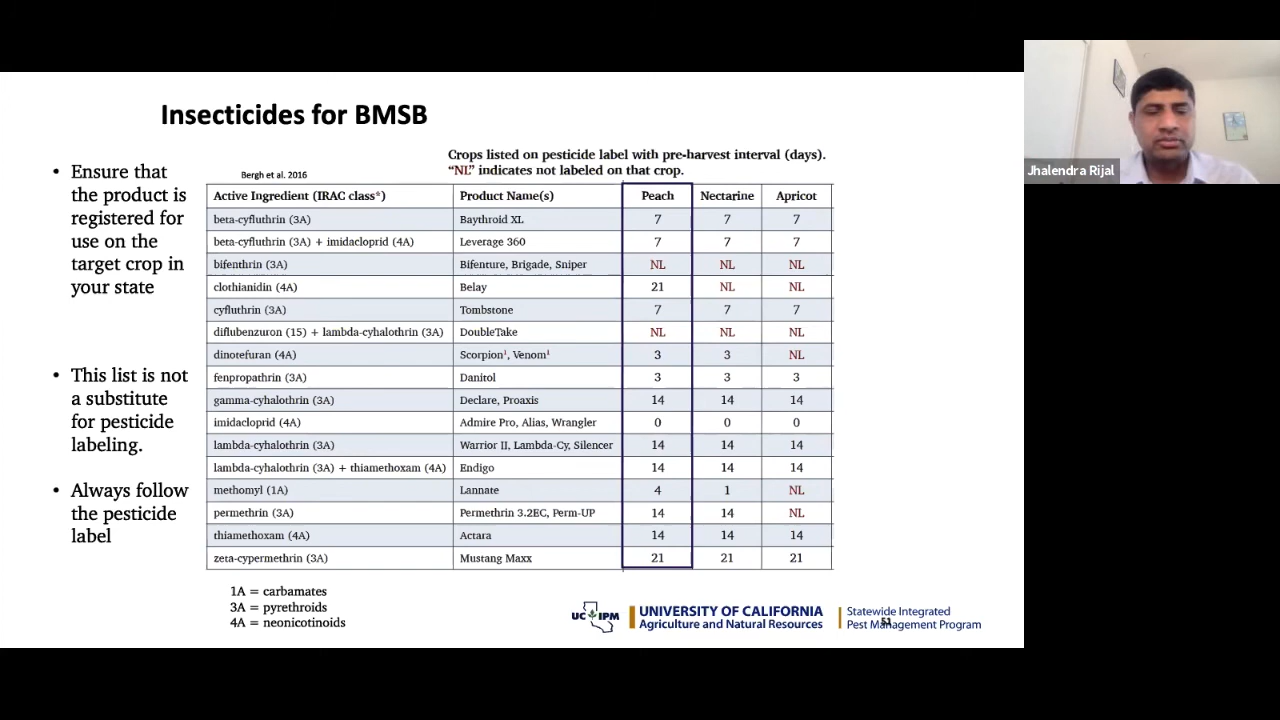 Insecticides for BMSB
Jhalendra Rijal
• Ensure that
the product is
registered for
use on the
target crop in
your state
• This list is not
a substitute
for pesticide
labeling.
• Always follow
the pesticide
label
Bergh et al. 2016
Crops listed on pesticide label with pre-harvest interval (days).
"NL" indicates not labeled on that crop.
Active Ingredient (IRAC class*) Product Name(s) Peach Nectarine Apricot
beta-cyfluthrin (3A) Baythroid XL 7 7 7
beta-cyfluthrin (3A) + imidacloprid (4A) Leverage 360 7 7 7
bifenthrin (3A) Bifenture, Brigade, Sniper NL NL NL
clothianidin (4A) Belay 21 NL NL
cyfluthrin (3A) Tombstone 7 7 7
diflubenzuron (15) + lambda-cyhalothrin (3A) DoubleTake NL NL NL
dinotefuran (4A) Scorpion¹, Venom¹ 3 3 NL
fenpropathrin (3A) Danitol 3 3 3
gamma-cyhalothrin (3A) Declare, Proaxis 14 14 14
imidacloprid (4A) Admire Pro, Alias, Wrangler 0 0 0
lambda-cyhalothrin (3A) Warrior II, Lambda-Cy, Silencer 14 14 14
lambda-cyhalothrin (3A) + thiamethoxam (4A) Endigo 14 14 14
methomyl (1A) Lannate 4 1 NL
permethrin (3A) Permethrin 3.2EC, Perm-UP 14 14 NL
thiamethoxam (4A) Actara 14 14 14
zeta-cypermethrin (3A) Mustang Maxx 21 21 21
1A = carbamates
3A = pyrethroids
4A = neonicotinoids
UC IPM
UNIVERSITY OF CALIFORNIA
Agriculture and Natural Resources
Statewide Integrated
Pest Management Program
51